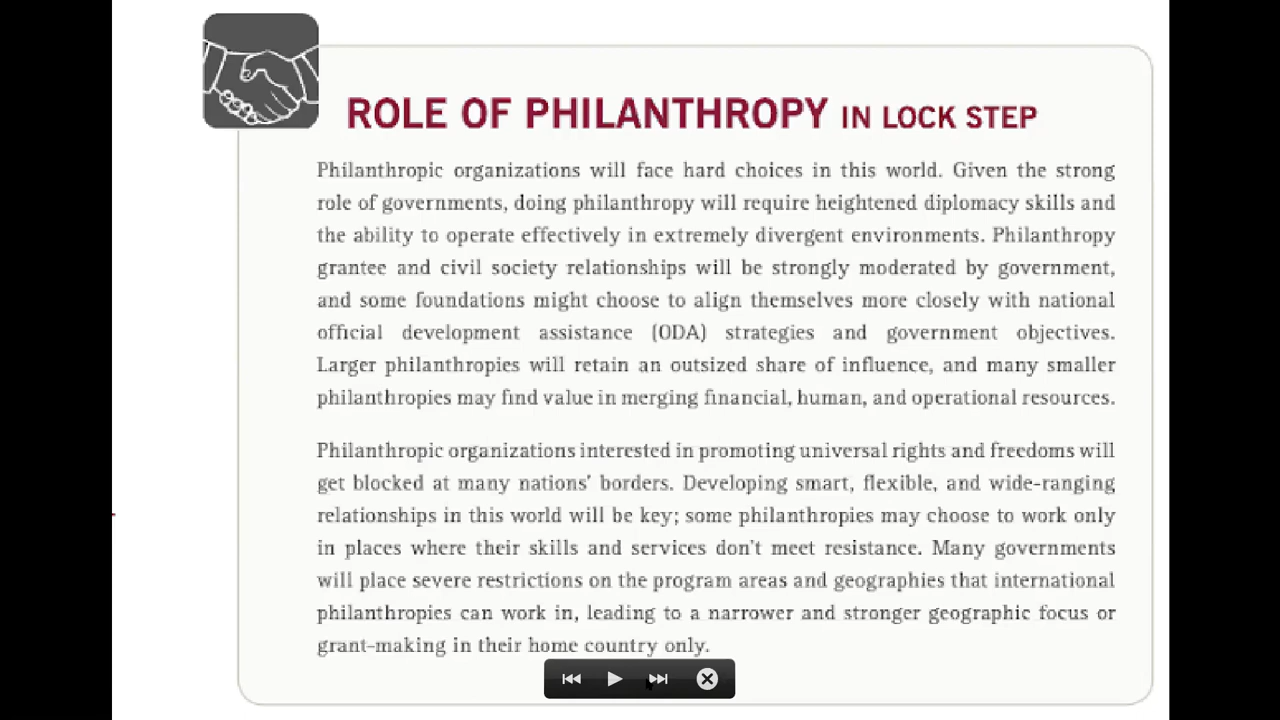 ROLE OF PHILANTHROPY IN LOCK STEP
Philanthropic organizations will face hard choices in this world. Given the strong
role of governments, doing philanthropy will require heightened diplomacy skills and
the ability to operate effectively in extremely divergent environments. Philanthropy
grantee and civil society relationships will be strongly moderated by government,
and some foundations might choose to align themselves more closely with national
official development assistance (ODA) strategies and government objectives.
Larger philanthropies will retain an outsized share of influence, and many smaller
philanthropies may find value in merging financial, human, and operational resources.
Philanthropic organizations interested in promoting universal rights and freedoms will
get blocked at many nations’ borders. Developing smart, flexible, and wide-ranging
relationships in this world will be key; some philanthropies may choose to work only
in places where their skills and services don’t meet resistance. Many governments
will place severe restrictions on the program areas and geographies that international
philanthropies can work in, leading to a narrower and stronger geographic focus or
grant-making in their home country only.